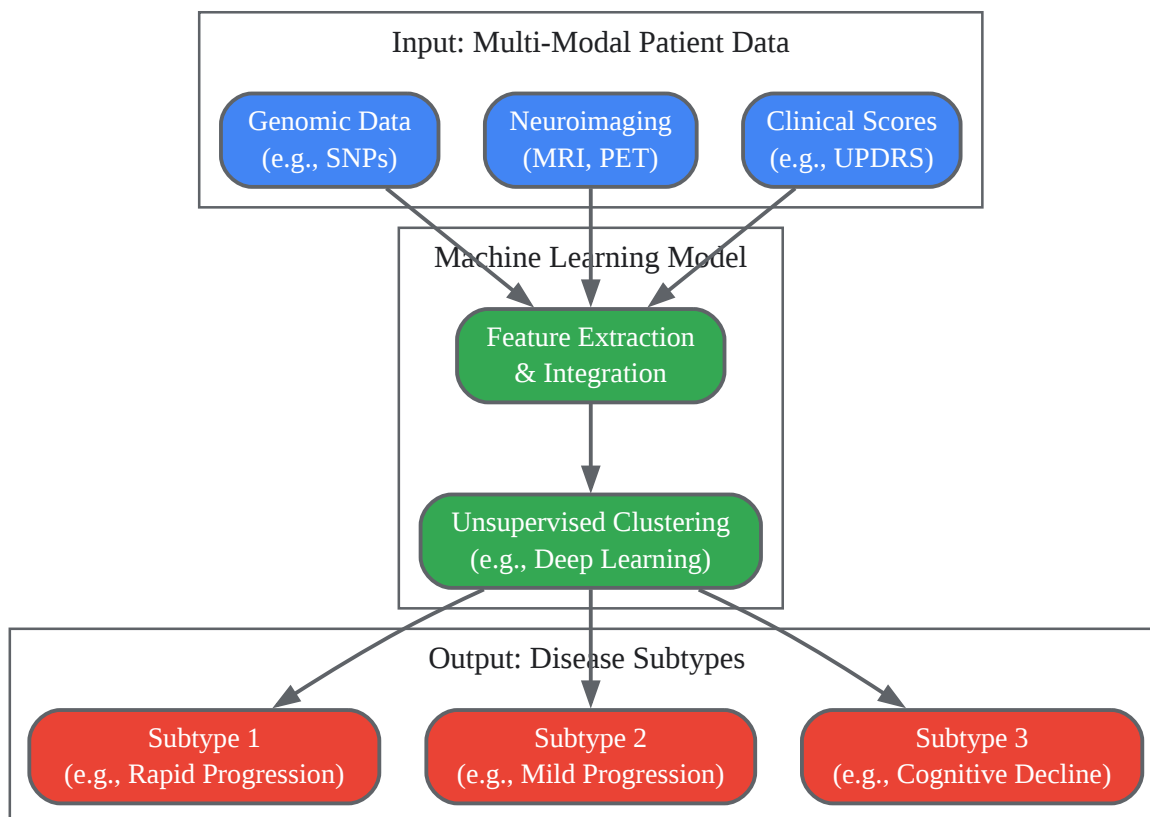 Input: Multi-Modal Patient Data
Genomic Data
(e.g., SNPs)
Neuroimaging
(MRI, PET)
Clinical Scores
(e.g., UPDRS)
Machine Learning Model
Feature Extraction
& Integration
Unsupervised Clustering
(e.g., Deep Learning)
Output: Disease Subtypes
Subtype 1
(e.g., Rapid Progression)
Subtype 2
(e.g., Mild Progression)
Subtype 3
(e.g., Cognitive Decline)